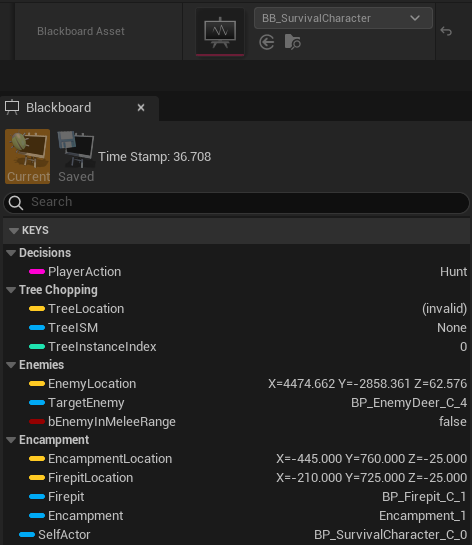 Blackboard Asset
BB_SurvivalCharacter
Blackboard
Current
Saved
Time Stamp: 36.708
Search
KEYS
Decisions
PlayerAction Hunt
Tree Chopping
TreeLocation (invalid)
TreeISM None
TreeInstanceIndex 0
Enemies
EnemyLocation X=4474.662 Y=-2858.361 Z=62.576
TargetEnemy BP_EnemyDeer_C_4
bEnemyInMeleeRange false
Encampment
EncampmentLocation X=-445.000 Y=760.000 Z=-25.000
FirepitLocation X=-210.000 Y=725.000 Z=-25.000
Firepit BP_Firepit_C_1
Encampment Encampment_1
SelfActor BP_SurvivalCharacter_C_0